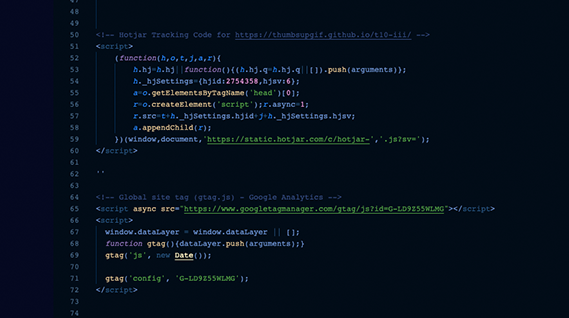 47
48
49
50 <!-- Hotjar Tracking Code for https://thumbsupgif.github.io/t10-iii/ -->
51 <script>
52 (function(h,o,t,j,a,r){
53 h.hj=h.hj||function(){(h.hj.q=h.hj.q||[]).push(arguments)};
54 h._hjSettings={hjid:2754358,hjsv:6};
55 a=o.getElementsByTagName('head')[0];
56 r=o.createElement('script');r.async=1;
57 r.src=t+h._hjSettings.hjid+j+h._hjSettings.hjsv;
58 a.appendChild(r);
59 })(window,document,'https://static.hotjar.com/c/hotjar-','.js?sv=');
60 </script>
61
62 ''
63
64 <!-- Global site tag (gtag.js) - Google Analytics -->
65 <script async src="https://www.googletagmanager.com/gtag/js?id=G-LD9Z55WLMG"></script>
66 <script>
67 window.dataLayer = window.dataLayer || [];
68 function gtag(){dataLayer.push(arguments);}
69 gtag('js', new Date());
70
71 gtag('config', 'G-LD9Z55WLMG');
72 </script>
73
74